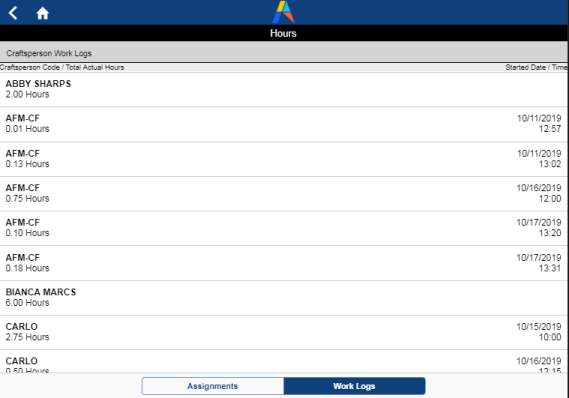 Hours
Craftsperson Work Logs
Craftsperson Code / Total Actual Hours Started Date / Time
ABBY SHARPS
2.00 Hours
AFM-CF 10/11/2019
0.01 Hours 12:57
AFM-CF 10/11/2019
0.13 Hours 13:02
AFM-CF 10/16/2019
0.75 Hours 12:00
AFM-CF 10/17/2019
0.10 Hours 13:20
AFM-CF 10/17/2019
0.18 Hours 13:31
BIANCA MARCS
6.00 Hours
CARLO 10/15/2019
2.75 Hours 10:00
CARLO 10/16/2019
0.50 Hours 12:15
Assignments Work Logs